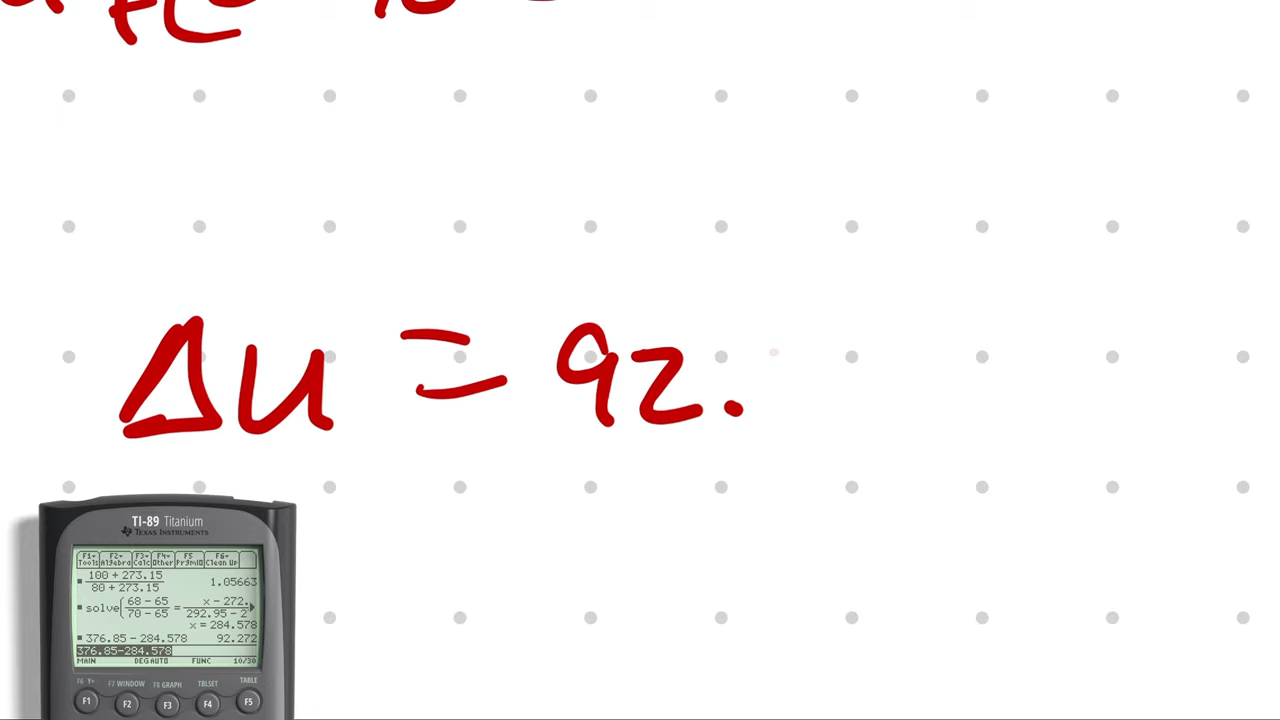 Δu = 92.
TI-89 Titanium
TEXAS INSTRUMENTS
F1 Tools F2 Algebra F3 Calc F4 Other F5 PrgmIO F6 Clean Up
100 + 273.15
80 + 273.15
1.05663
solve( 68 - 65 / 70 - 65 = x - 272. / 292.95 - 2
x = 284.578
376.85 - 284.578 92.272
376.85-284.578
MAIN DEG AUTO FUNC 10/30
F6 Y= F7 WINDOW F8 GRAPH TBLSET TABLE
F1 F2 F3 F4 F5